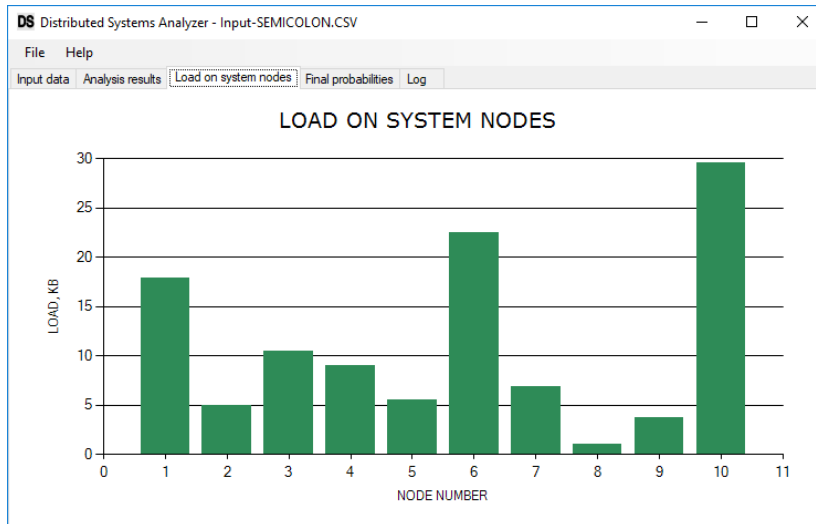 DS Distributed Systems Analyzer - Input-SEMICOLON.CSV
File Help
Input data Analysis results Load on system nodes Final probabilities Log
LOAD ON SYSTEM NODES
30
25
20
15
10
5
0
LOAD, KB
0 1 2 3 4 5 6 7 8 9 10 11
NODE NUMBER